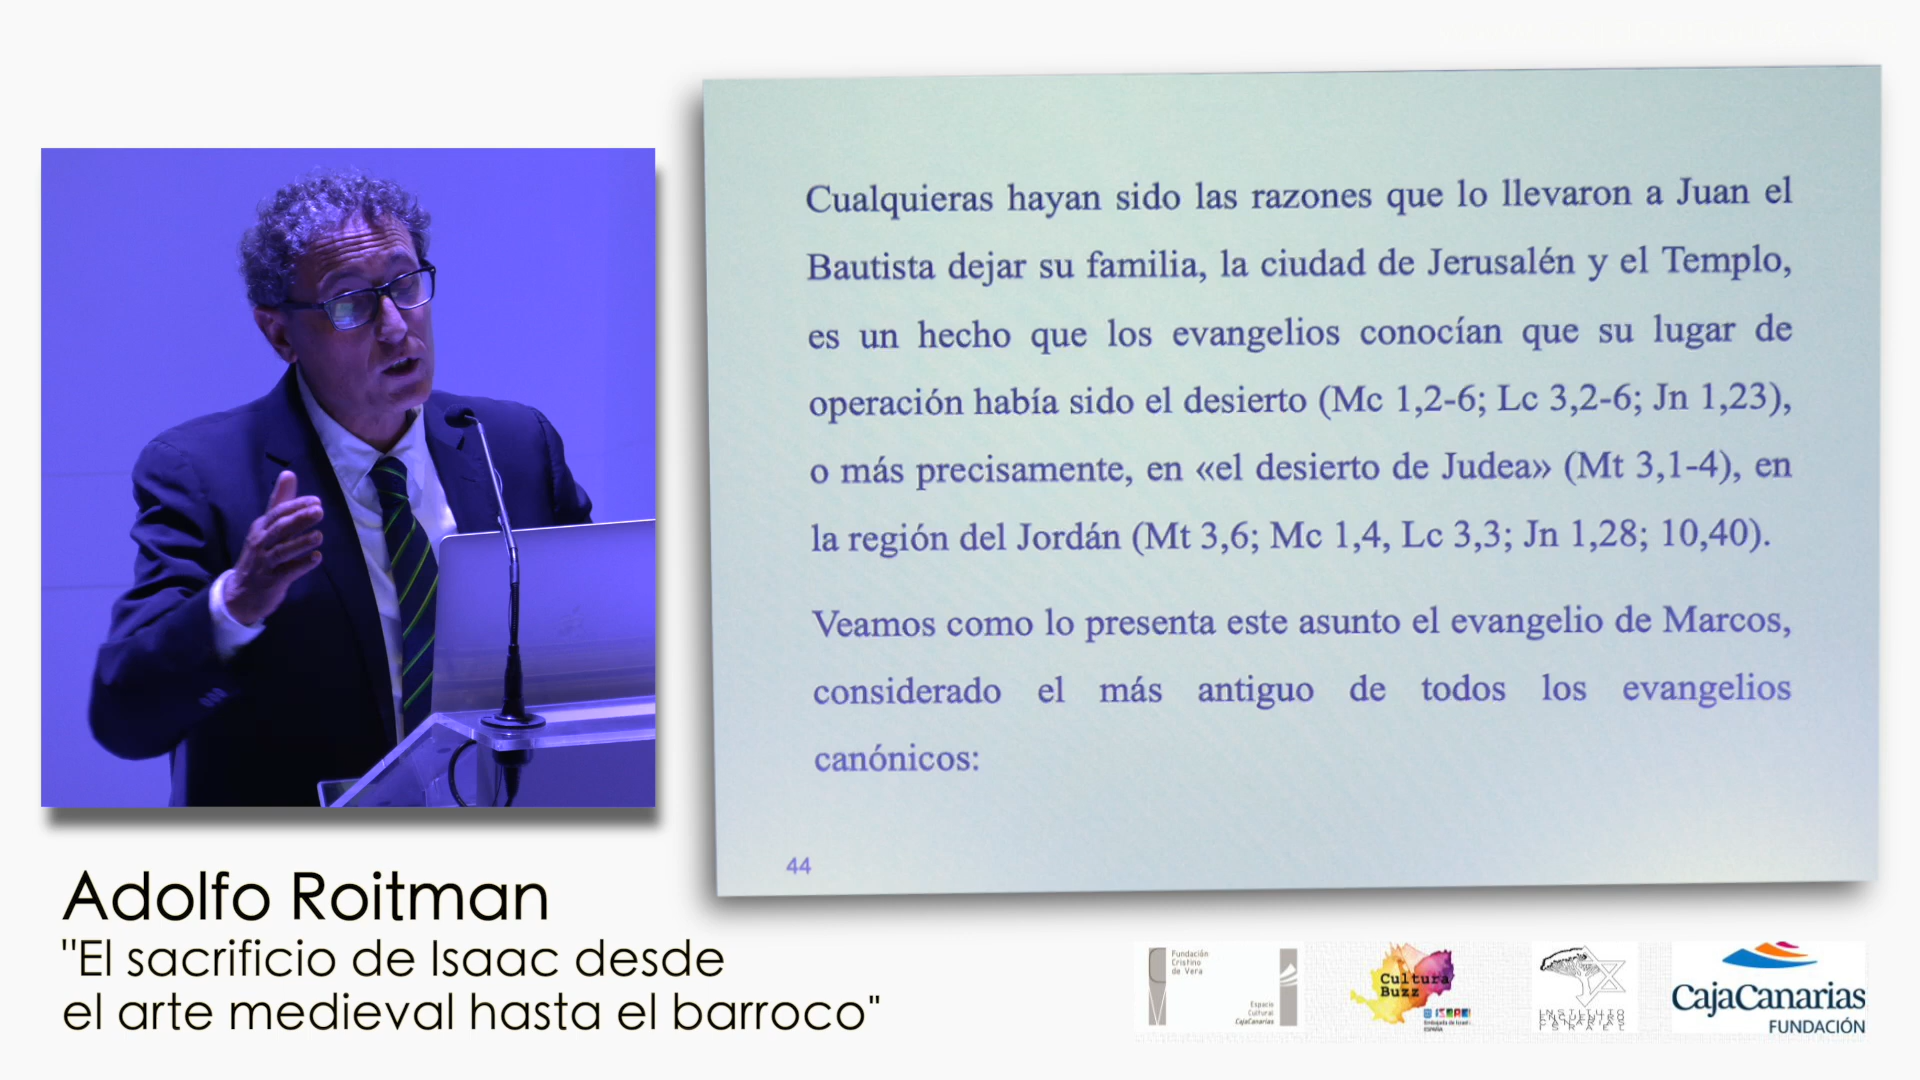 Cualquieras hayan sido las razones que lo llevaron a Juan el
Bautista dejar su familia, la ciudad de Jerusalén y el Templo,
es un hecho que los evangelios conocían que su lugar de
operación había sido el desierto (Mc 1,2-6; Lc 3,2-6; Jn 1,23),
o más precisamente, en «el desierto de Judea» (Mt 3,1-4), en
la región del Jordán (Mt 3,6; Mc 1,4, Lc 3,3; Jn 1,28; 10,40).
Veamos como lo presenta este asunto el evangelio de Marcos,
considerado el más antiguo de todos los evangelios
canónicos:
44
Adolfo Roitman
"El sacrificio de Isaac desde
el arte medieval hasta el barroco"
Fundación
Cristino
de Vera
Espacio
Cultural
CajaCanarias
Cultura
Buzz
ISRAEL
Embajada de Israel
ESPAÑA
CajaCanarias
FUNDACIÓN